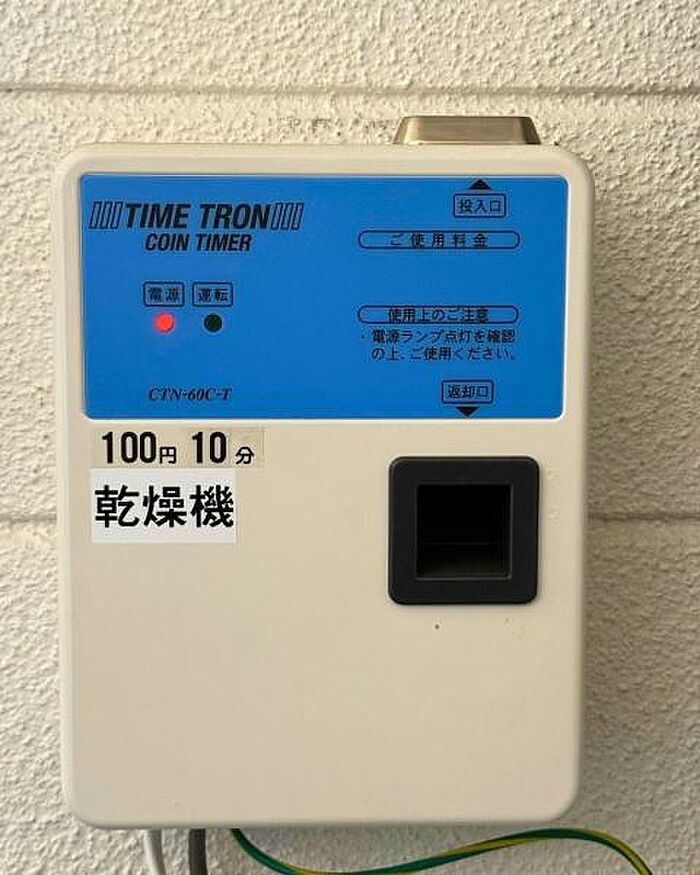 TIME TRON
COIN TIMER
投入口
ご使用料金
電源 運転
使用上のご注意
・電源ランプ点灯を確認
の上、ご使用ください。
CTN-60C-T
返却口
100円 10分
乾燥機